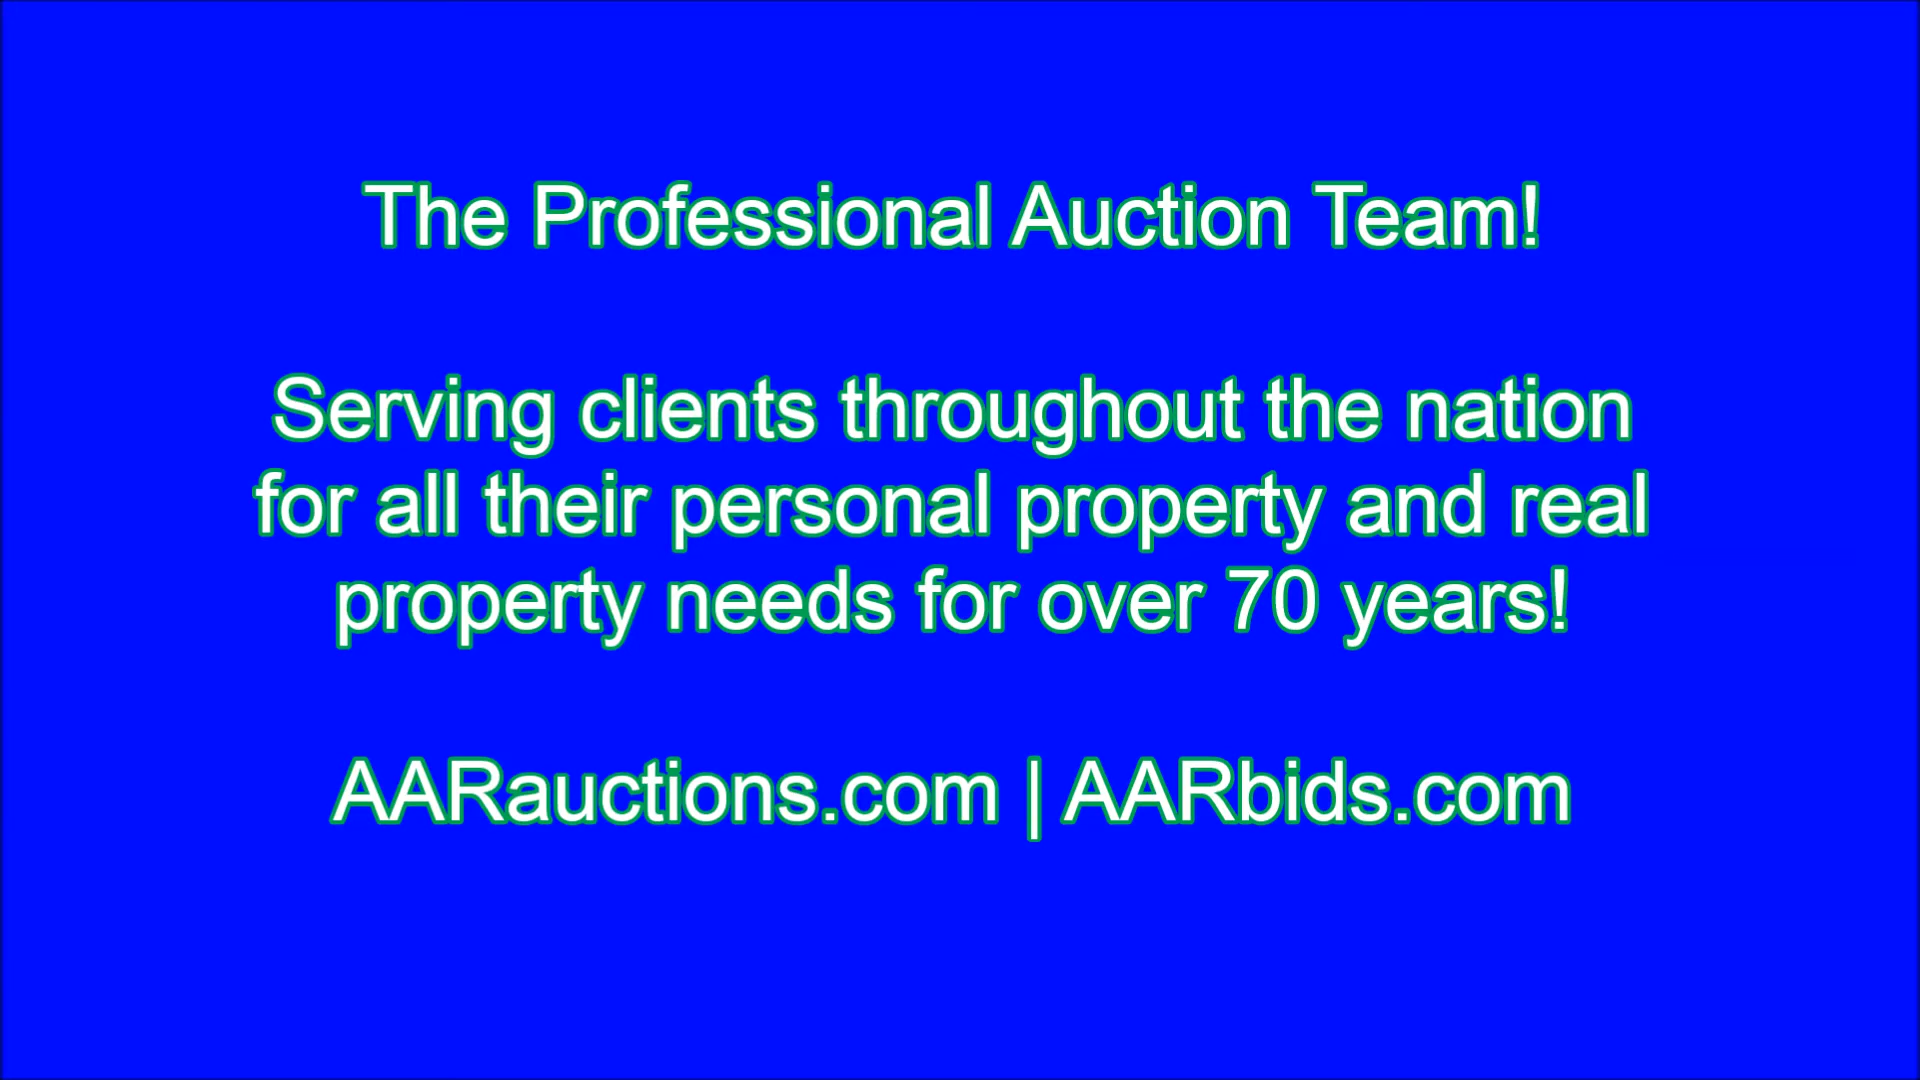 The Professional Auction Team!
Serving clients throughout the nation
for all their personal property and real
property needs for over 70 years!
AARauctions.com | AARbids.com